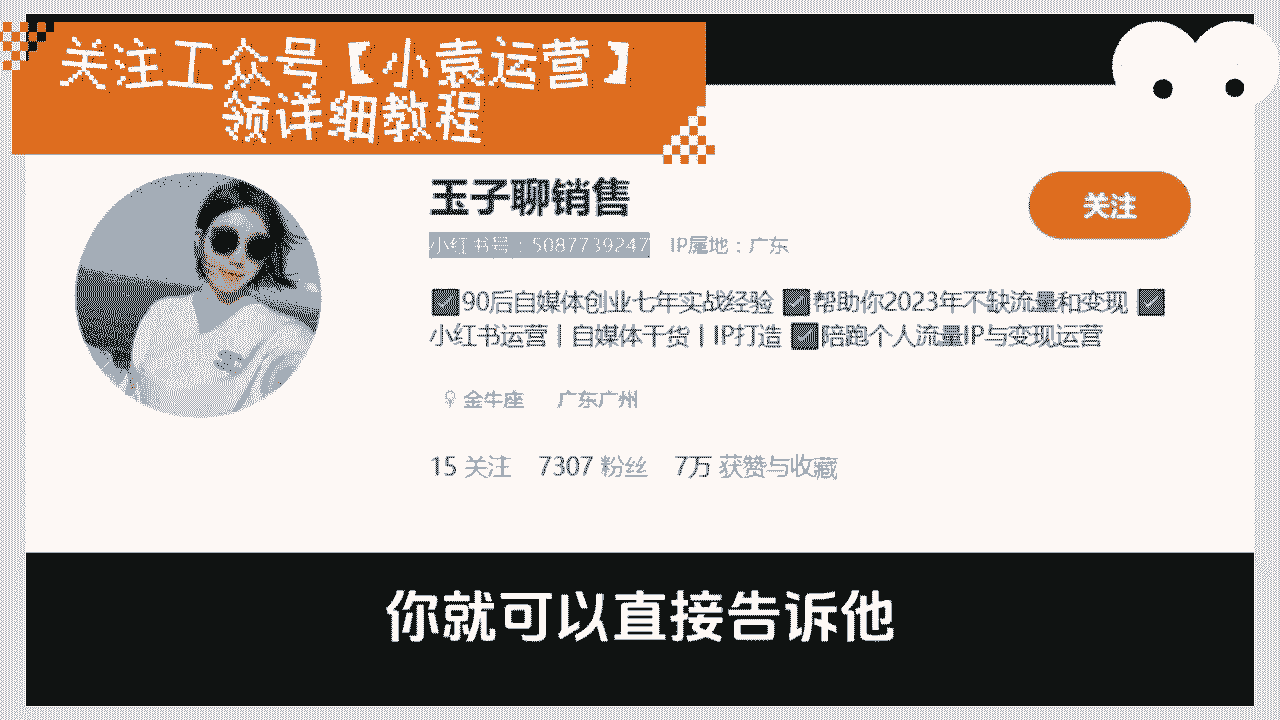 关注工众号【小袁运营】
领详细教程
玉子聊销售
关注
小红书号：5087739247 IP属地：广东
90后自媒体创业七年实战经验 帮助你2023年不缺流量和变现
小红书运营丨自媒体干货丨IP打造 陪跑个人流量IP与变现运营
金牛座 广东广州
15 关注 7307 粉丝 7万 获赞与收藏
你就可以直接告诉他